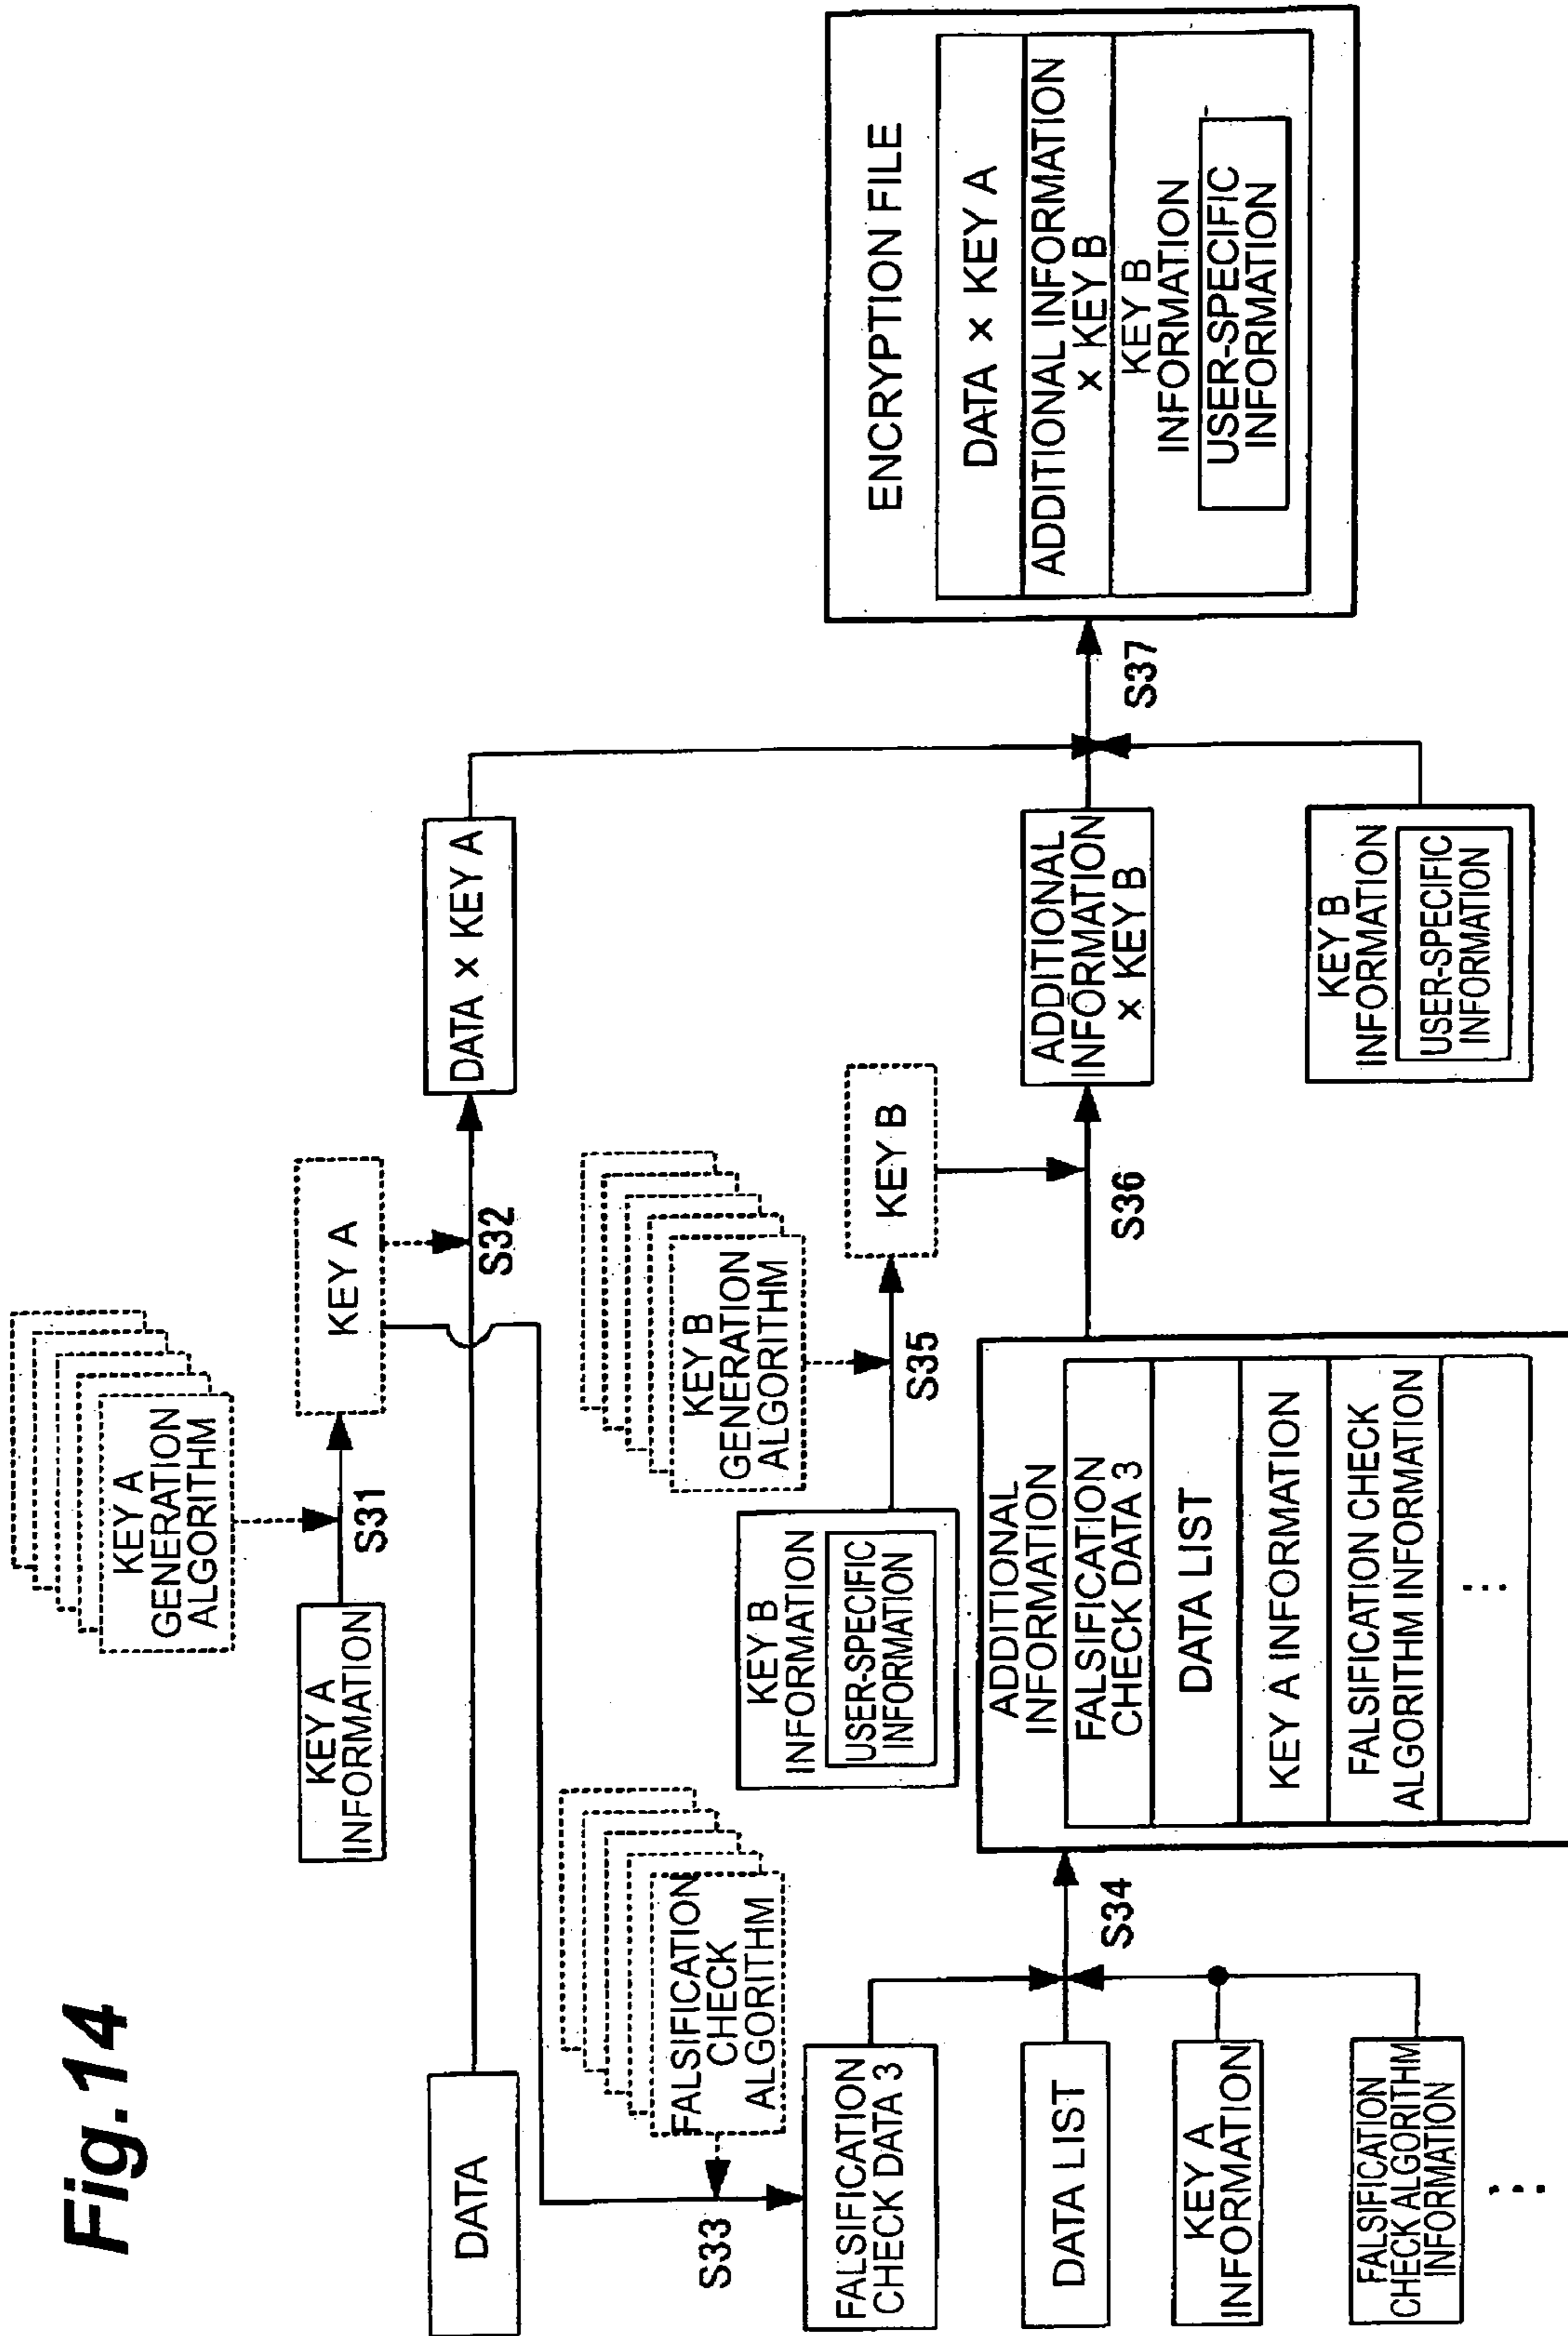 Fig.14
KEY A
GENERATION
ALGORITHM
KEY A
INFORMATION
S31
KEY A
DATA
S32
DATA × KEY A
FALSIFICATION
CHECK
ALGORITHM
S33
KEY B
GENERATION
ALGORITHM
KEY B
INFORMATION
USER-SPECIFIC
INFORMATION
S35
KEY B
FALSIFICATION
CHECK DATA 3
DATA LIST
KEY A
INFORMATION
FALSIFICATION
CHECK ALGORITHM
INFORMATION
⋮
S34
ADDITIONAL
INFORMATION
FALSIFICATION
CHECK DATA 3
DATA LIST
KEY A INFORMATION
FALSIFICATION CHECK
ALGORITHM INFORMATION
⋮
S36
ADDITIONAL
INFORMATION
× KEY B
KEY B
INFORMATION
USER-SPECIFIC
INFORMATION
S37
ENCRYPTION FILE
DATA × KEY A
ADDITIONAL INFORMATION
× KEY B
KEY B
INFORMATION
USER-SPECIFIC
INFORMATION